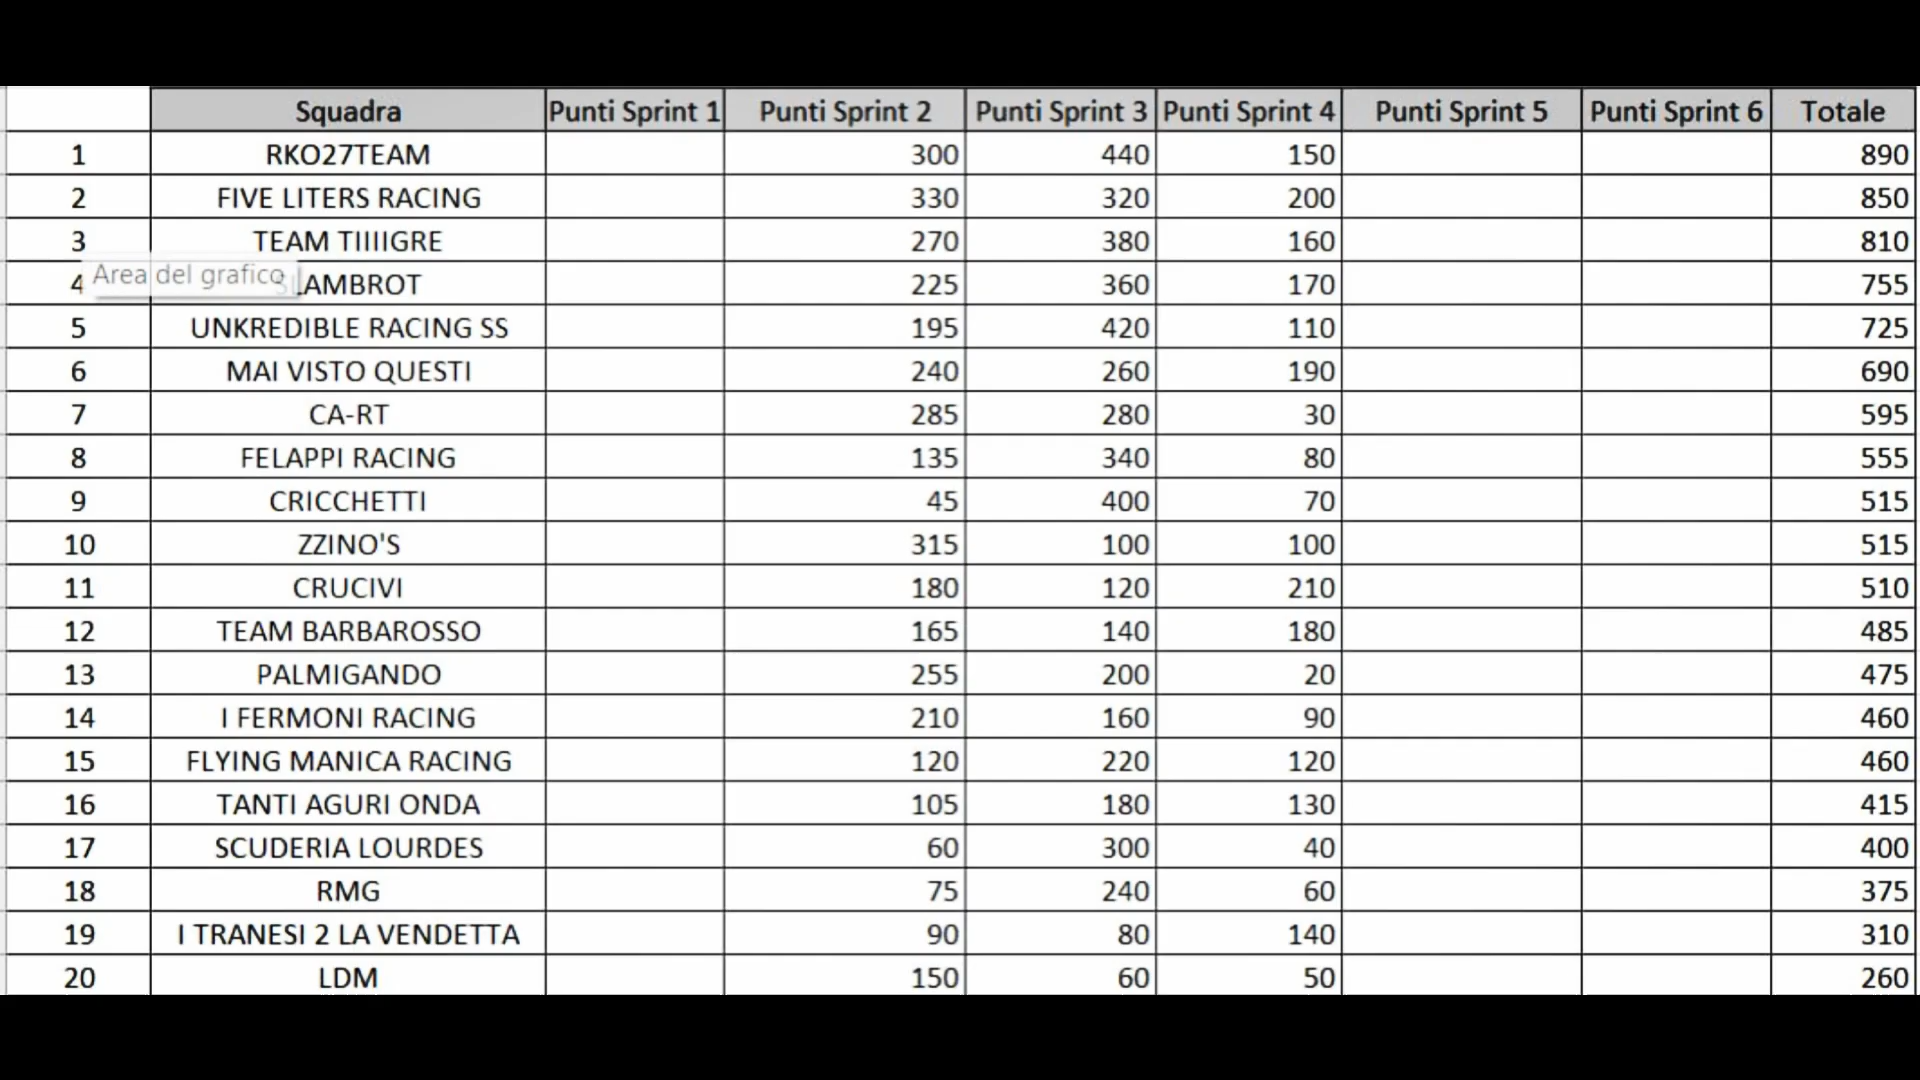 Squadra Punti Sprint 1 Punti Sprint 2 Punti Sprint 3 Punti Sprint 4 Punti Sprint 5 Punti Sprint 6 Totale
1 RKO27TEAM 300 440 150 890
2 FIVE LITERS RACING 330 320 200 850
3 TEAM TIIIIGRE 270 380 160 810
Area del grafico
4 SLAMBROT 225 360 170 755
5 UNKREDIBLE RACING SS 195 420 110 725
6 MAI VISTO QUESTI 240 260 190 690
7 CA-RT 285 280 30 595
8 FELAPPI RACING 135 340 80 555
9 CRICCHETTI 45 400 70 515
10 ZZINO'S 315 100 100 515
11 CRUCIVI 180 120 210 510
12 TEAM BARBAROSSO 165 140 180 485
13 PALMIGANDO 255 200 20 475
14 I FERMONI RACING 210 160 90 460
15 FLYING MANICA RACING 120 220 120 460
16 TANTI AGURI ONDA 105 180 130 415
17 SCUDERIA LOURDES 60 300 40 400
18 RMG 75 240 60 375
19 I TRANESI 2 LA VENDETTA 90 80 140 310
20 LDM 150 60 50 260